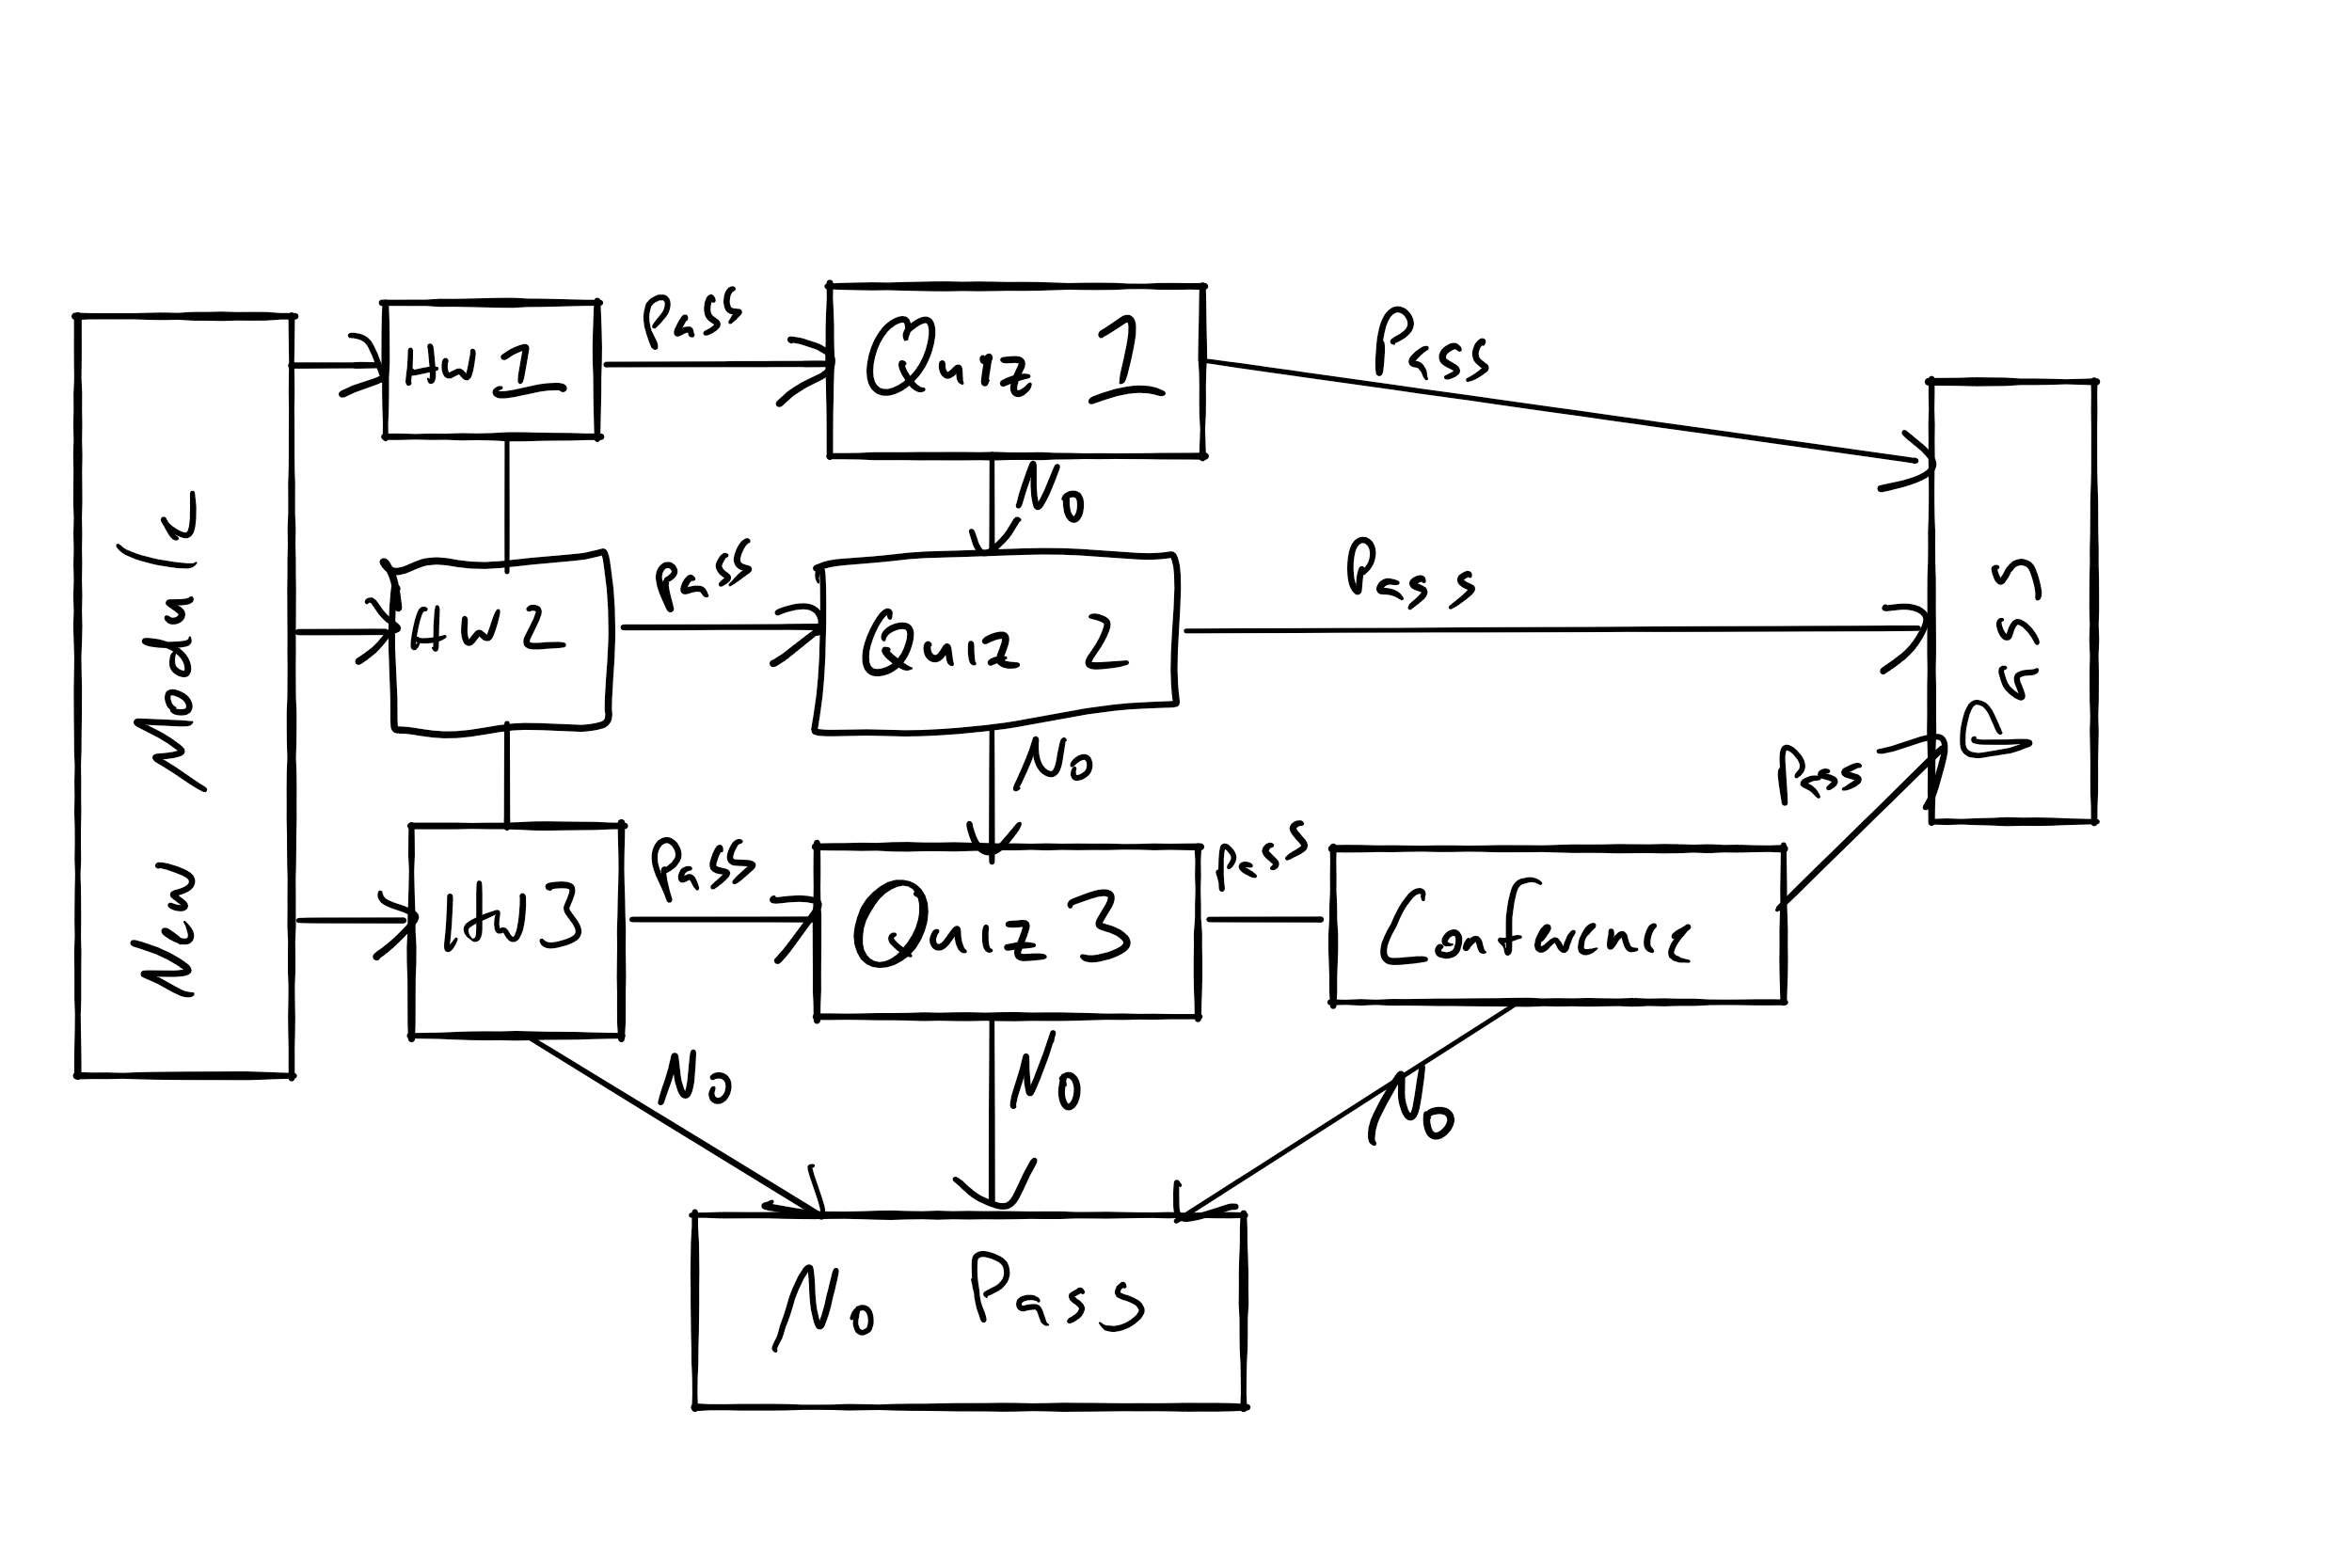 New Module
HW 1
Pass
Quiz 1
Pass
No
HW 2
Pass
Quiz 2
Pass
No
HW 3
Pass
Quiz 3
Pass
Conference
Pass
Pass
No
No
No
No Pass